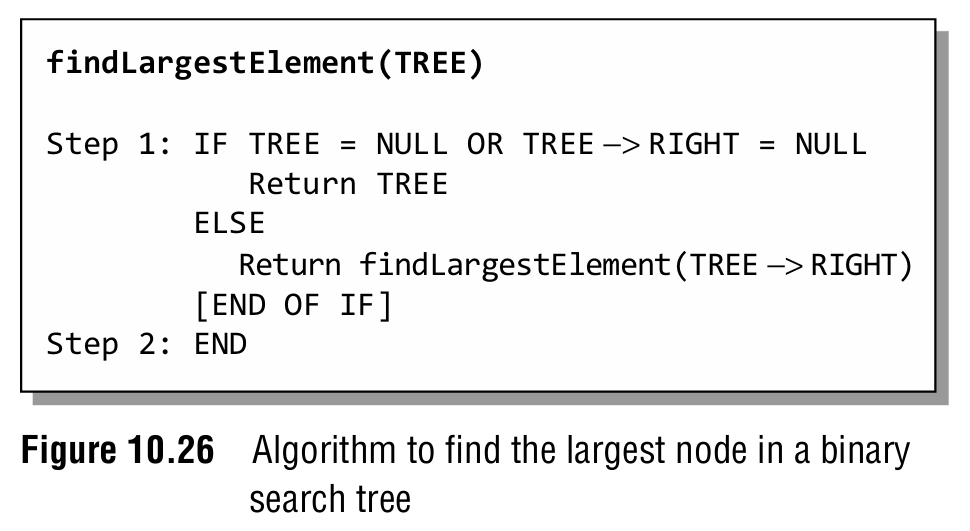 findLargestElement(TREE)
Step 1: IF TREE = NULL OR TREE —> RIGHT = NULL
Return TREE
ELSE
Return findLargestElement(TREE —> RIGHT)
[END OF IF]
Step 2: END
Figure 10.26 Algorithm to find the largest node in a binary
search tree